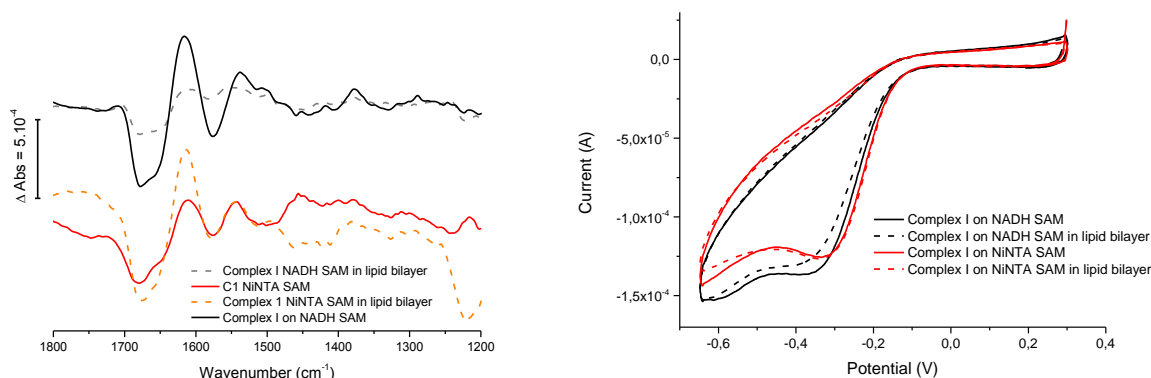 Δ Abs = 5.10⁻⁴
Complex I NADH SAM in lipid bilayer
C1 NiNTA SAM
Complex 1 NiNTA SAM in lipid bilayer
Complex I on NADH SAM
1800 1700 1600 1500 1400 1300 1200
Wavenumber (cm⁻¹)
Current (A)
0,0
-5,0x10⁻⁵
-1,0x10⁻⁴
-1,5x10⁻⁴
Complex I on NADH SAM
Complex I on NADH SAM in lipid bilayer
Complex I on NiNTA SAM
Complex I on NiNTA SAM in lipid bilayer
-0,6 -0,4 -0,2 0,0 0,2 0,4
Potential (V)